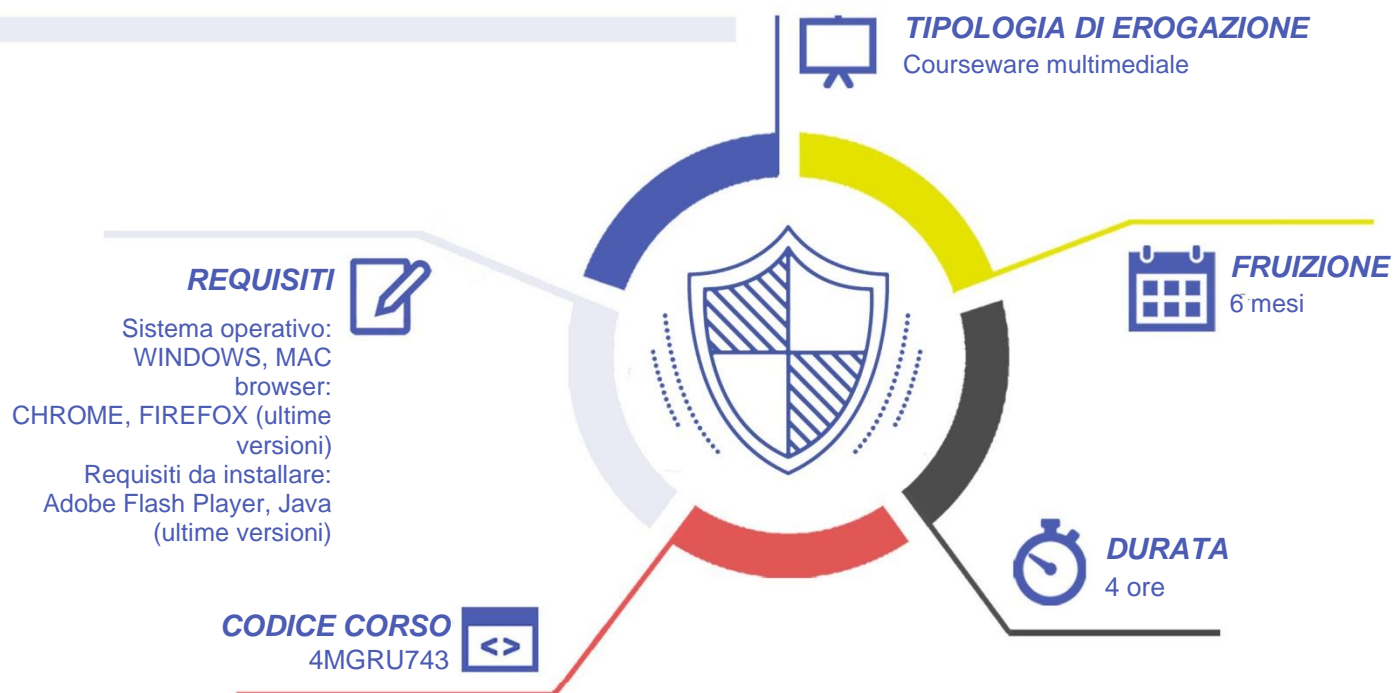 TIPOLOGIA DI EROGAZIONE
Courseware multimediale
REQUISITI
Sistema operativo:
WINDOWS, MAC
browser:
CHROME, FIREFOX (ultime
versioni)
Requisiti da installare:
Adobe Flash Player, Java
(ultime versioni)
FRUIZIONE
6 mesi
DURATA
4 ore
CODICE CORSO
4MGRU743
<>